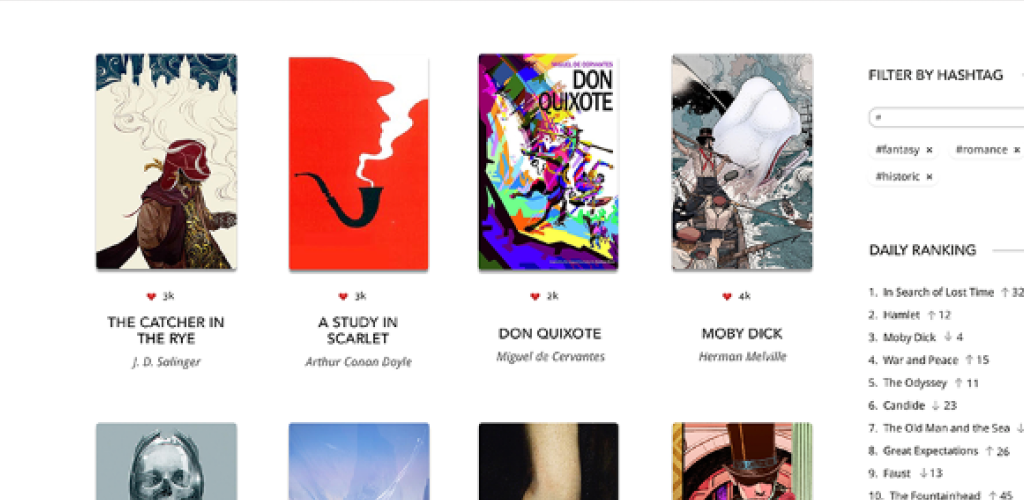 MIGUEL DE CERVANTES
DON
QUIXOTE
3k
THE CATCHER IN
THE RYE
J. D. Salinger
3k
A STUDY IN
SCARLET
Arthur Conan Doyle
2k
DON QUIXOTE
Miguel de Cervantes
4k
MOBY DICK
Herman Melville
FILTER BY HASHTAG
#
#fantasy × #romance ×
#historic ×
DAILY RANKING
1. In Search of Lost Time ↑ 32
2. Hamlet ↑ 12
3. Moby Dick ↓ 4
4. War and Peace ↑ 15
5. The Odyssey ↑ 11
6. Candide ↓ 23
7. The Old Man and the Sea ↓
8. Great Expectations ↑ 26
9. Faust ↓ 13
10. The Fountainhead ↑ 45